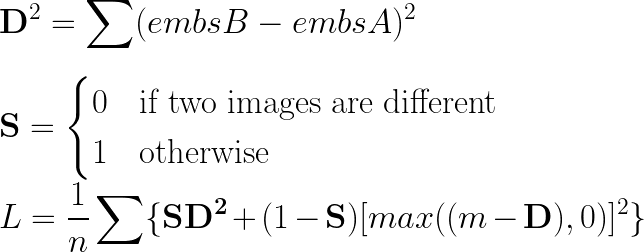 D² = ∑(embsB − embsA)²
S = { 0 if two images are different
1 otherwise
L = 1/n ∑{SD² + (1 − S)[max((m − D), 0)]²}